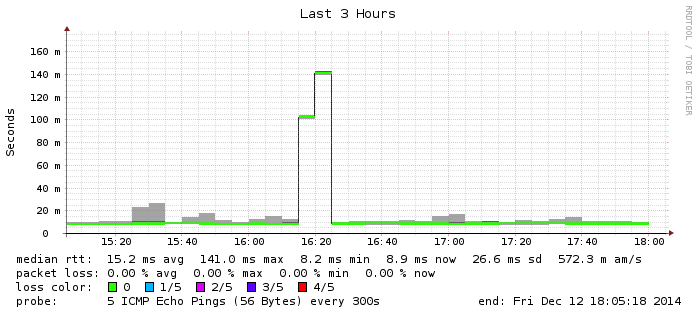 Last 3 Hours
RRDTOOL / TOBI OETIKER
Seconds
160 m
140 m
120 m
100 m
80 m
60 m
40 m
20 m
0
15:20 15:40 16:00 16:20 16:40 17:00 17:20 17:40 18:00
median rtt: 15.2 ms avg 141.0 ms max 8.2 ms min 8.9 ms now 26.6 ms sd 572.3 m am/s
packet loss: 0.00 % avg 0.00 % max 0.00 % min 0.00 % now
loss color: 0 1/5 2/5 3/5 4/5
probe: 5 ICMP Echo Pings (56 Bytes) every 300s end: Fri Dec 12 18:05:18 2014